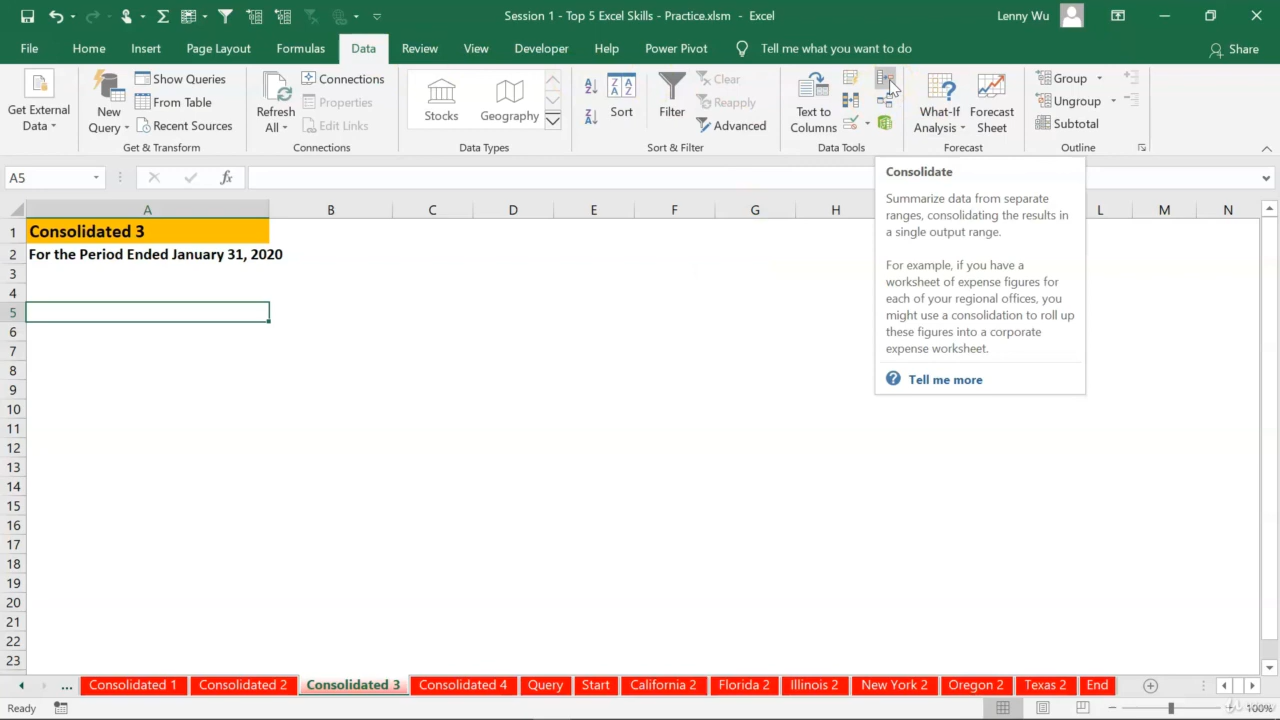 Session 1 - Top 5 Excel Skills - Practice.xlsm - Excel
Lenny Wu
File Home Insert Page Layout Formulas Data Review View Developer Help Power Pivot Tell me what you want to do Share
Get External Data
New Query
Show Queries
From Table
Recent Sources
Get & Transform
Refresh All
Connections
Properties
Edit Links
Connections
Stocks
Geography
Data Types
Sort
Filter
Clear
Reapply
Advanced
Sort & Filter
Text to Columns
Data Tools
What-If Analysis
Forecast Sheet
Forecast
Group
Ungroup
Subtotal
Outline
A5
fx
A B C D E F G H L M N
1 Consolidated 3
2 For the Period Ended January 31, 2020
3
4
5
6
7
8
9
10
11
12
13
14
15
16
17
18
19
20
21
22
23
Consolidate
Summarize data from separate
ranges, consolidating the results in
a single output range.
For example, if you have a
worksheet of expense figures for
each of your regional offices, you
might use a consolidation to roll up
these figures into a corporate
expense worksheet.
Tell me more
... Consolidated 1 Consolidated 2 Consolidated 3 Consolidated 4 Query Start California 2 Florida 2 Illinois 2 New York 2 Oregon 2 Texas 2 End
Ready
100%